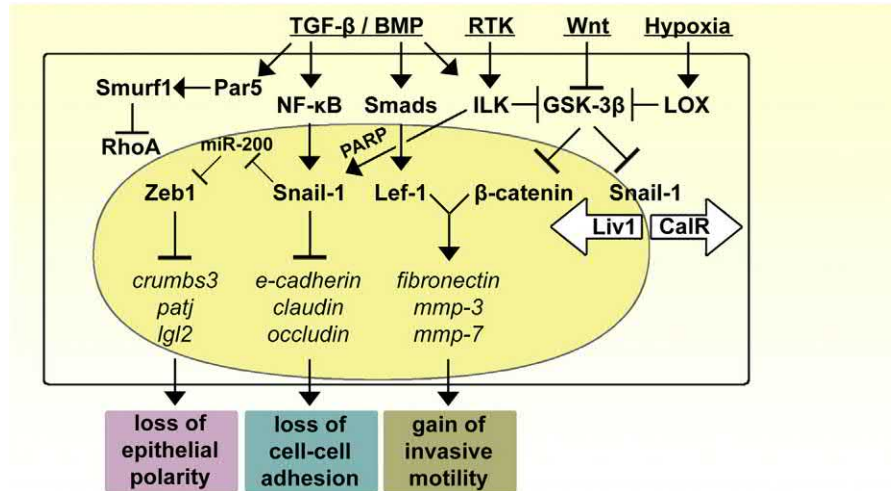 TGF-β / BMP RTK Wnt Hypoxia
Smurf1 Par5 NF-κB Smads ILK GSK-3β LOX
RhoA miR-200 PARP
Zeb1 Snail-1 Lef-1 β-catenin Snail-1
Liv1 CalR
crumbs3 e-cadherin fibronectin
patj claudin mmp-3
lgl2 occludin mmp-7
loss of loss of gain of
epithelial cell-cell invasive
polarity adhesion motility